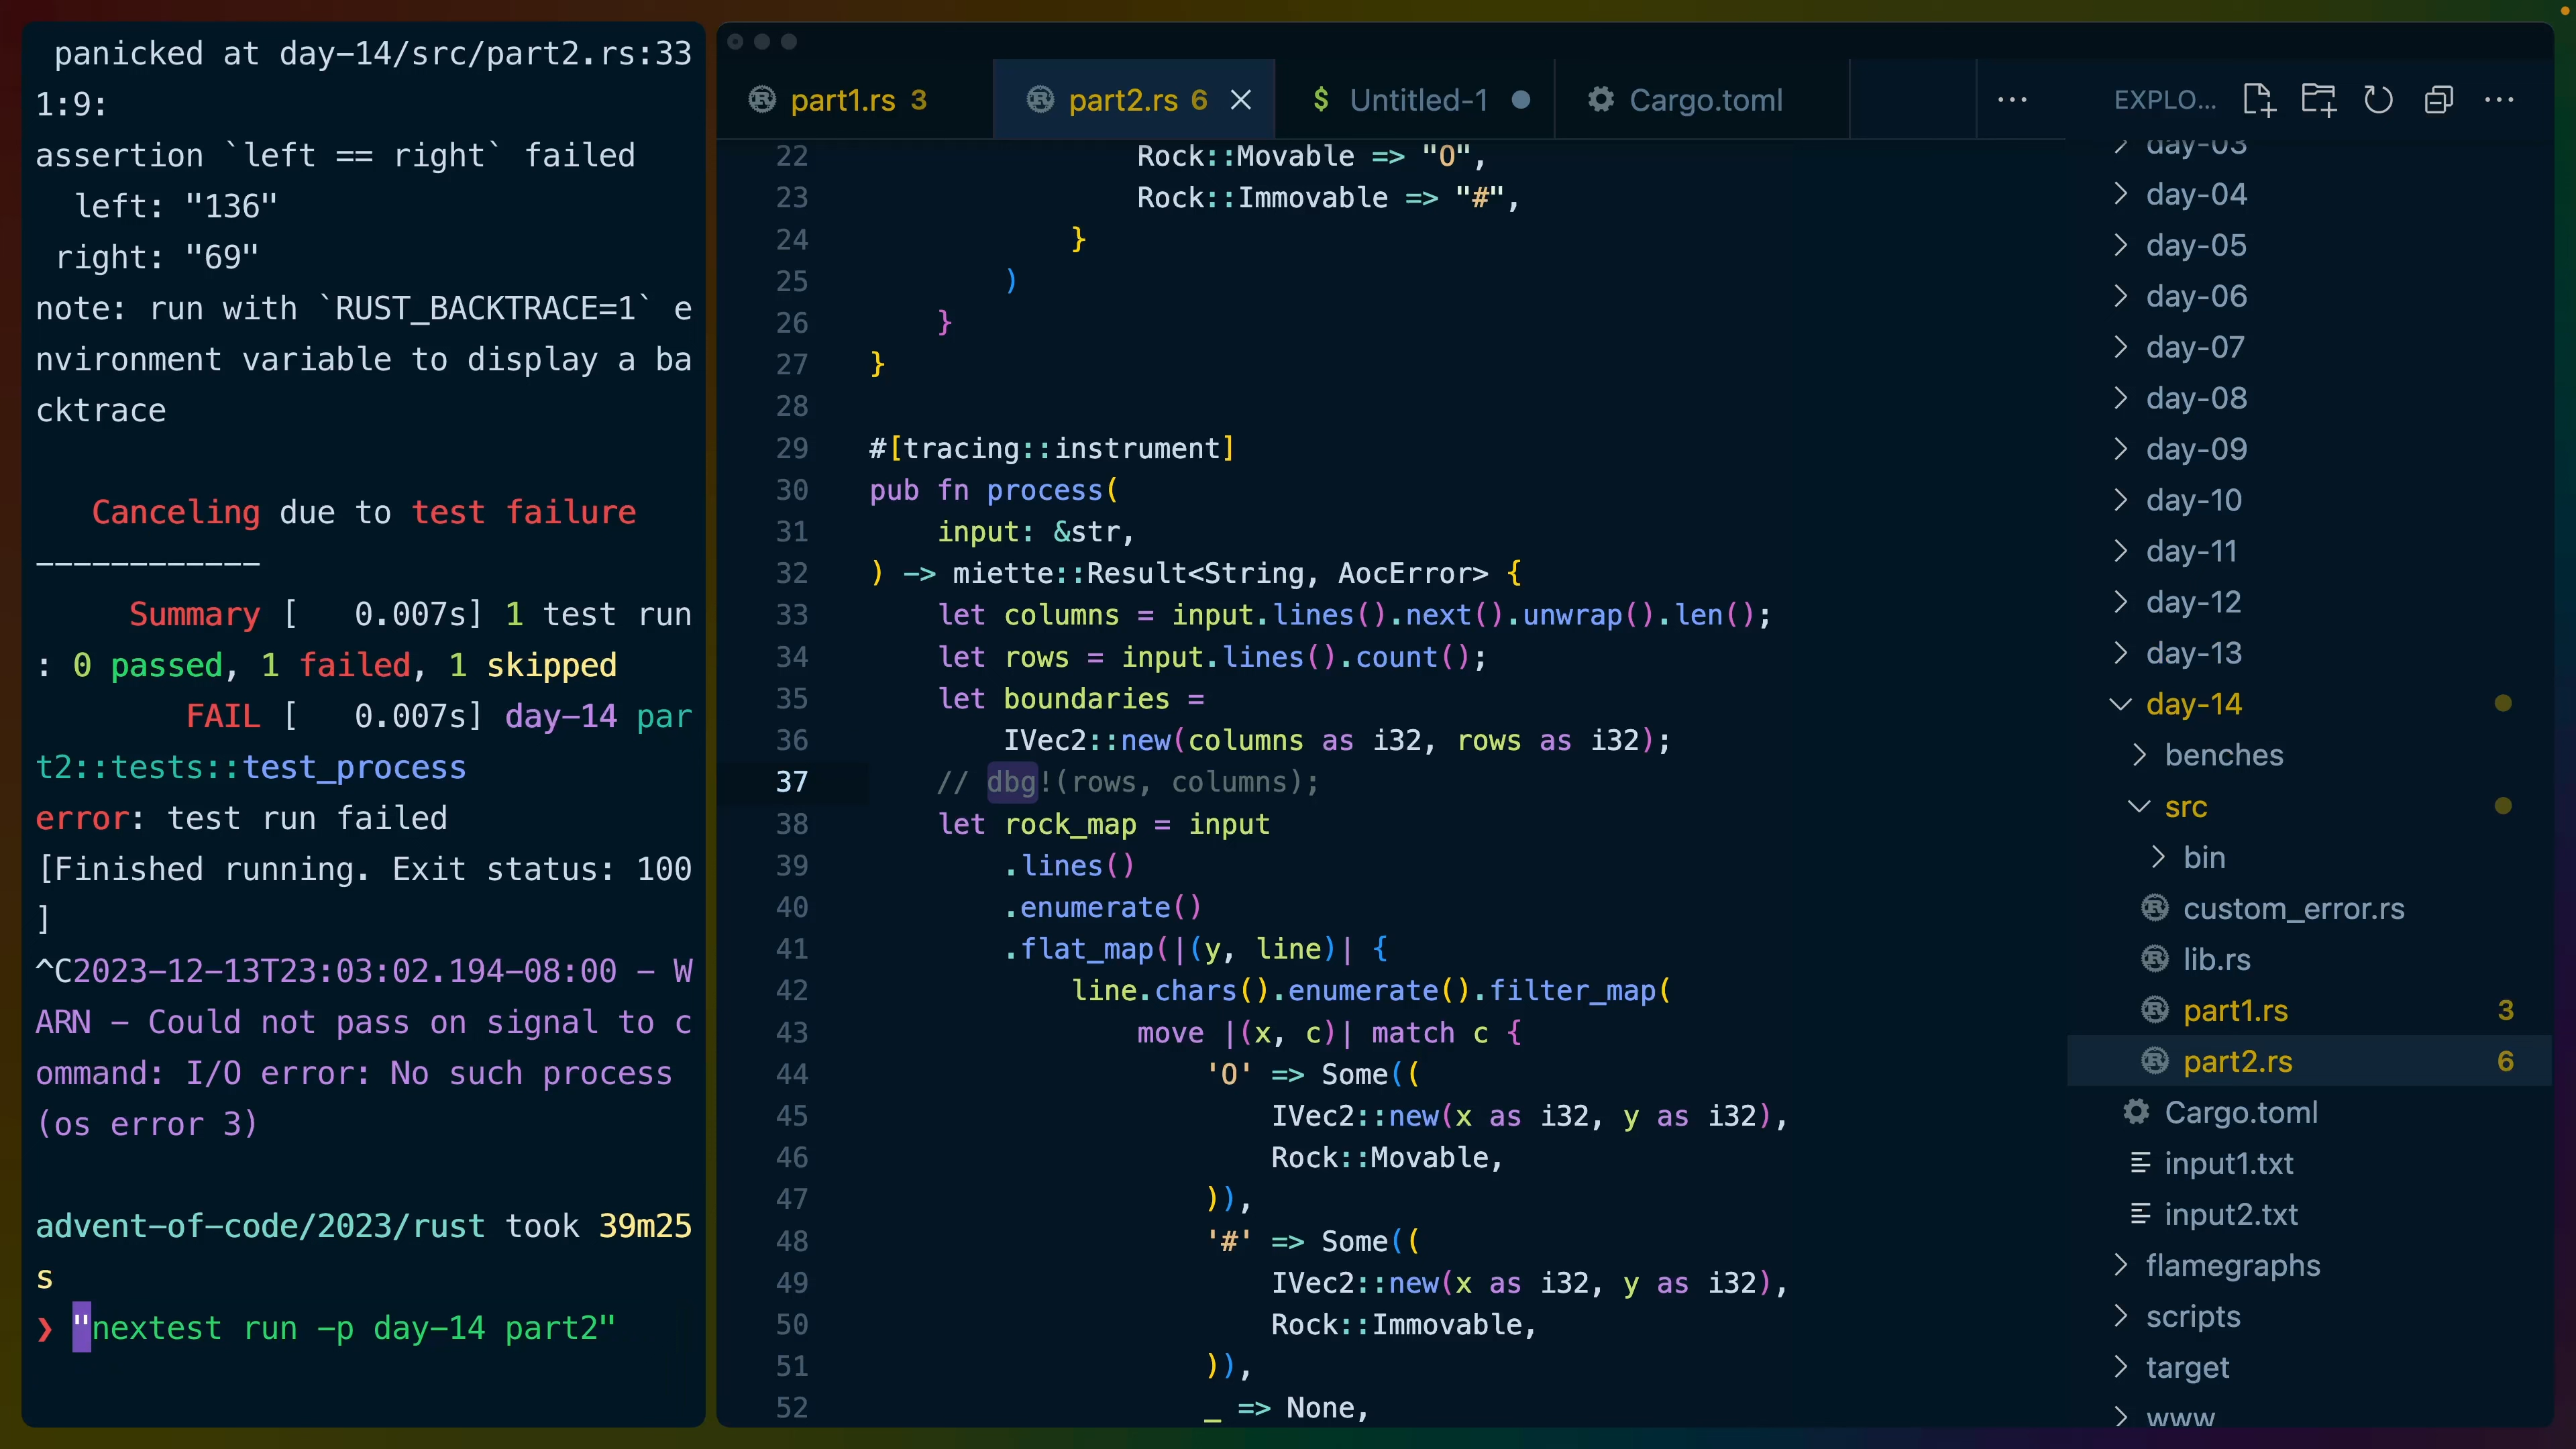 panicked at day-14/src/part2.rs:33
1:9:
assertion `left == right` failed
left: "136"
right: "69"
note: run with `RUST_BACKTRACE=1` e
nvironment variable to display a ba
cktrace
Canceling due to test failure
------------
Summary [   0.007s] 1 test run
: 0 passed, 1 failed, 1 skipped
FAIL [   0.007s] day-14 par
t2::tests::test_process
error: test run failed
[Finished running. Exit status: 100
]
^C2023-12-13T23:03:02.194-08:00 - W
ARN - Could not pass on signal to c
ommand: I/O error: No such process
(os error 3)
advent-of-code/2023/rust took 39m25
s
❯ "nextest run -p day-14 part2"
part1.rs 3
part2.rs 6
$ Untitled-1
Cargo.toml
22 Rock::Movable => "O",
23 Rock::Immovable => "#",
24 }
25 )
26 }
27 }
28
29 #[tracing::instrument]
30 pub fn process(
31 input: &str,
32 ) -> miette::Result<String, AocError> {
33 let columns = input.lines().next().unwrap().len();
34 let rows = input.lines().count();
35 let boundaries =
36 IVec2::new(columns as i32, rows as i32);
37 // dbg!(rows, columns);
38 let rock_map = input
39 .lines()
40 .enumerate()
41 .flat_map(|(y, line)| {
42 line.chars().enumerate().filter_map(
43 move |(x, c)| match c {
44 'O' => Some((
45 IVec2::new(x as i32, y as i32),
46 Rock::Movable,
47 )),
48 '#' => Some((
49 IVec2::new(x as i32, y as i32),
50 Rock::Immovable,
51 )),
52 _ => None,
EXPLO...
day-03
day-04
day-05
day-06
day-07
day-08
day-09
day-10
day-11
day-12
day-13
day-14
benches
src
bin
custom_error.rs
lib.rs
part1.rs 3
part2.rs 6
Cargo.toml
input1.txt
input2.txt
flamegraphs
scripts
target
www